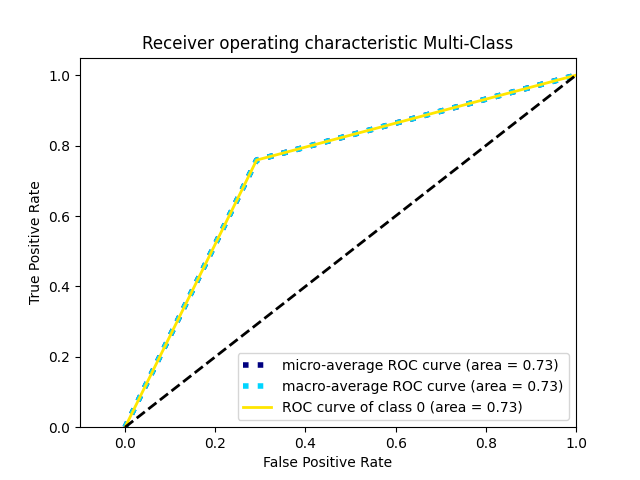 Receiver operating characteristic Multi-Class
1.0
0.8
0.6
0.4
0.2
0.0
True Positive Rate
micro-average ROC curve (area = 0.73)
macro-average ROC curve (area = 0.73)
ROC curve of class 0 (area = 0.73)
0.0 0.2 0.4 0.6 0.8 1.0
False Positive Rate